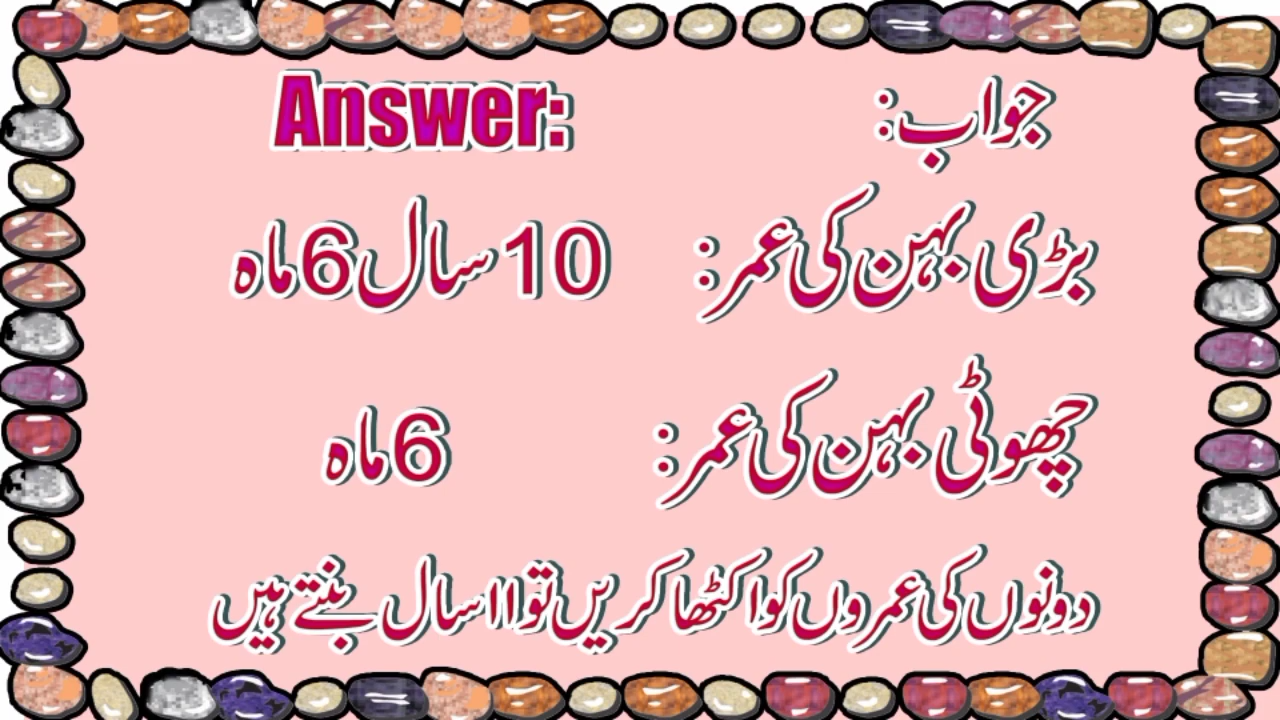 جواب: Answer:
بڑی بہن کی عمر: 10 سال 6 ماہ
چھوٹی بہن کی عمر: 6 ماہ
دونوں کی عمروں کو اکٹھا کریں تو اا سال بنتے ہیں